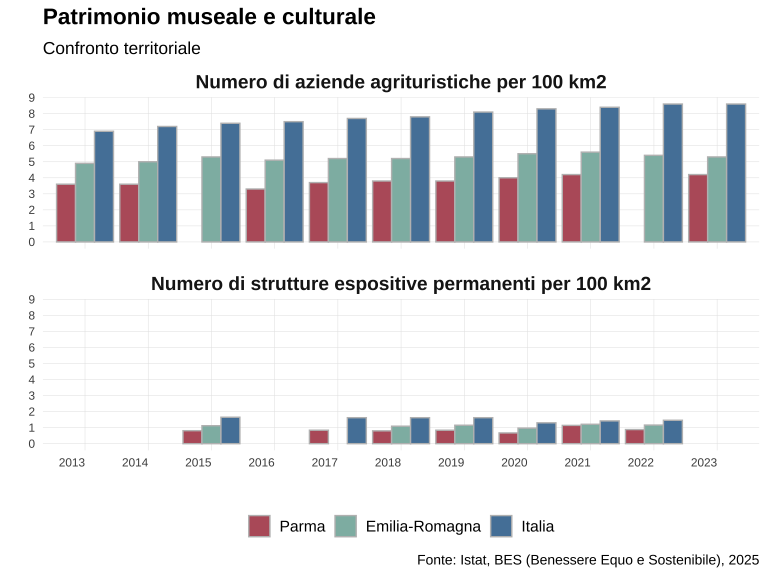 Patrimonio museale e culturale
Confronto territoriale
Numero di aziende agrituristiche per 100 km2
9
8
7
6
5
4
3
2
1
0
Numero di strutture espositive permanenti per 100 km2
9
8
7
6
5
4
3
2
1
0
2013 2014 2015 2016 2017 2018 2019 2020 2021 2022 2023
Parma Emilia-Romagna Italia
Fonte: Istat, BES (Benessere Equo e Sostenibile), 2025